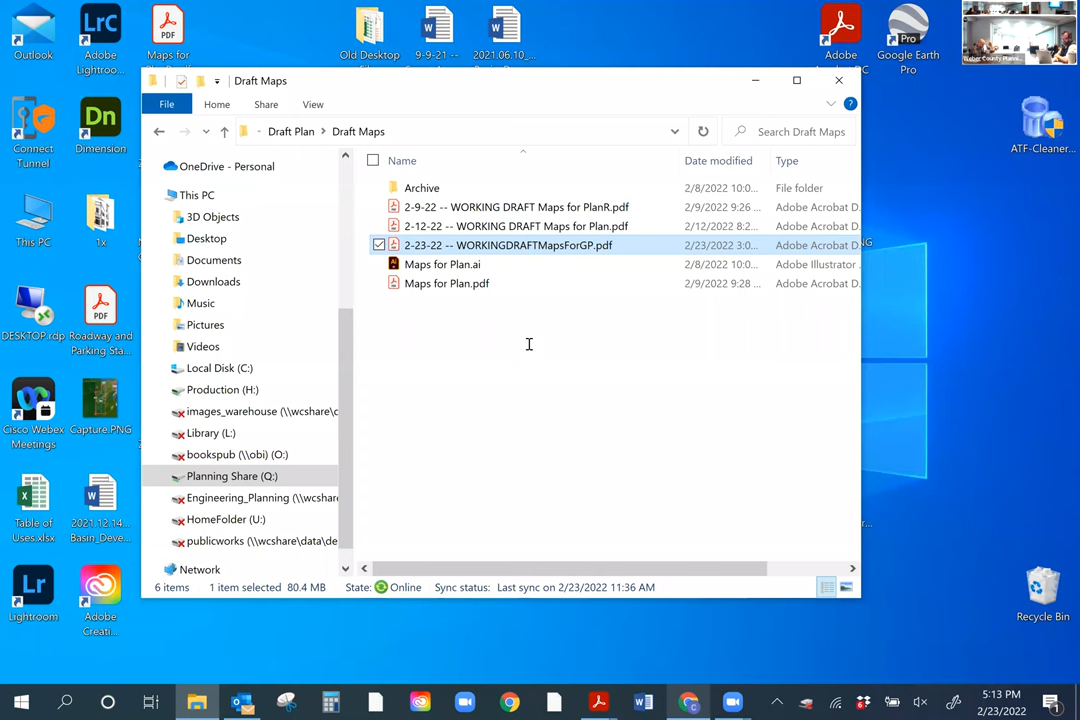 Outlook
Adobe
Lightroo...
PDF
Maps for
Old Desktop
9-9-21 --
2021.06.10_...
Adobe
Pro
Google Earth
Pro
Draft Maps
File
Home
Share
View
Draft Plan
Draft Maps
Search Draft Maps
Name
Date modified
Type
Connect
Tunnel
Dn
Dimension
ATF-Cleaner...
OneDrive - Personal
This PC
3D Objects
Desktop
Documents
Downloads
Music
Pictures
Videos
Local Disk (C:)
Production (H:)
images_warehouse (\\wcshare\c
Library (L:)
bookspub (\\obi) (O:)
Planning Share (Q:)
Engineering_Planning (\\wcshare
HomeFolder (U:)
publicworks (\\wcshare\data\de
Network
Archive
2/8/2022 10:0...
File folder
2-9-22 -- WORKING DRAFT Maps for PlanR.pdf
2/9/2022 9:26 ...
Adobe Acrobat D.
2-12-22 -- WORKING DRAFT Maps for Plan.pdf
2/12/2022 8:2...
Adobe Acrobat D.
2-23-22 -- WORKINGDRAFTMapsForGP.pdf
2/23/2022 3:0...
Adobe Acrobat D.
Maps for Plan.ai
2/8/2022 10:0...
Adobe Illustrator
Maps for Plan.pdf
2/9/2022 9:28 ...
Adobe Acrobat D.
This PC
1x
DESKTOP.rdp
PDF
Roadway and
Parking Sta...
Cisco Webex
Meetings
Capture.PNG
Table of
Uses.xlsx
2021.12.14...
Basin_Deve...
Lr
Lightroom
Adobe
Creati...
Recycle Bin
6 items
1 item selected 80.4 MB
State: Online
Sync status: Last sync on 2/23/2022 11:36 AM
5:13 PM
2/23/2022